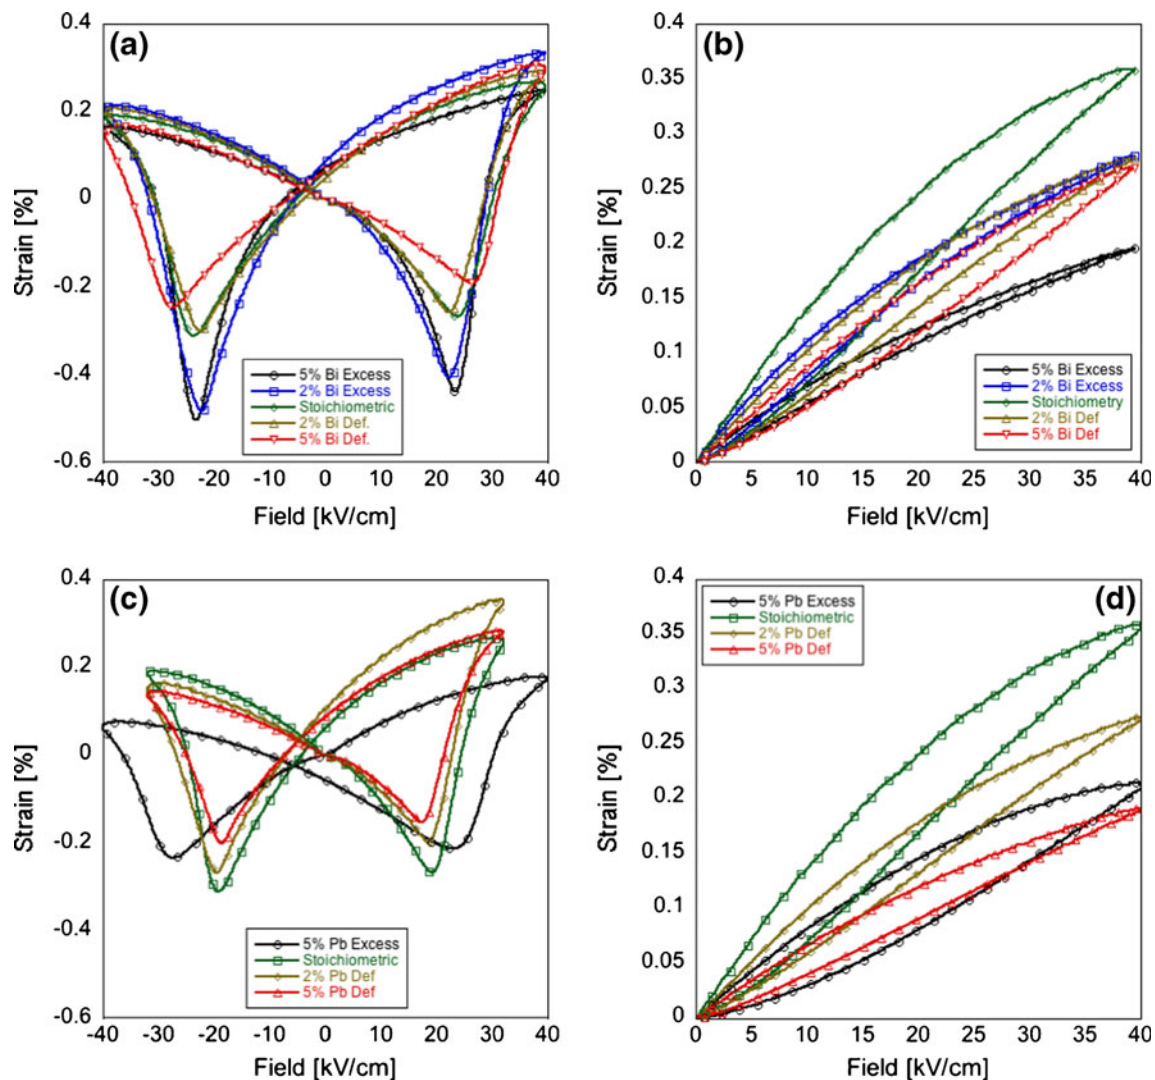 (a)
0.4
0.2
0
-0.2
-0.4
-0.6
Strain [%]
5% Bi Excess
2% Bi Excess
Stoichiometric
2% Bi Def.
5% Bi Def.
-40 -30 -20 -10 0 10 20 30 40
Field [kV/cm]
(b)
0.4
0.35
0.3
0.25
0.2
0.15
0.1
0.05
0
Strain [%]
5% Bi Excess
2% Bi Excess
Stoichiometry
2% Bi Def
5% Bi Def
0 5 10 15 20 25 30 35 40
Field [kV/cm]
(c)
0.4
0.2
0
-0.2
-0.4
-0.6
Strain [%]
5% Pb Excess
Stoichiometric
2% Pb Def
5% Pb Def
-40 -30 -20 -10 0 10 20 30 40
Field [kV/cm]
(d)
0.4
0.35
0.3
0.25
0.2
0.15
0.1
0.05
0
Strain [%]
5% Pb Excess
Stoichiometric
2% Pb Def
5% Pb Def
0 5 10 15 20 25 30 35 40
Field [kV/cm]